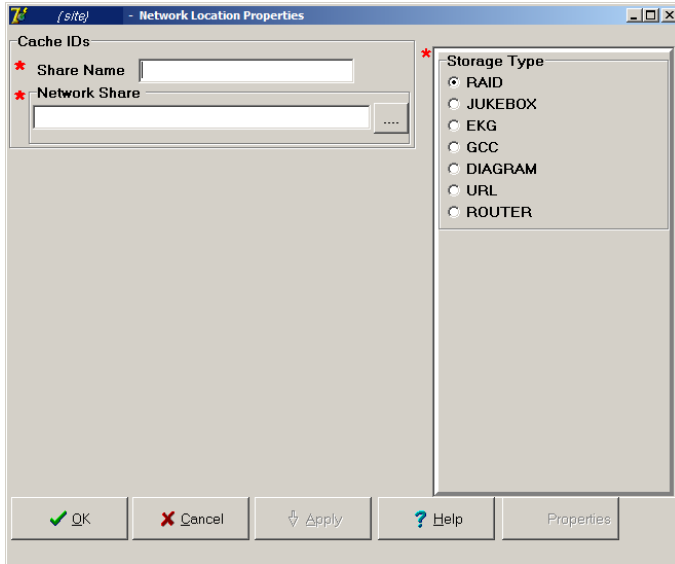 {site} - Network Location Properties
Cache IDs
* Share Name
* Network Share
....
* Storage Type
RAID
JUKEBOX
EKG
GCC
DIAGRAM
URL
ROUTER
OK Cancel Apply ? Help Properties